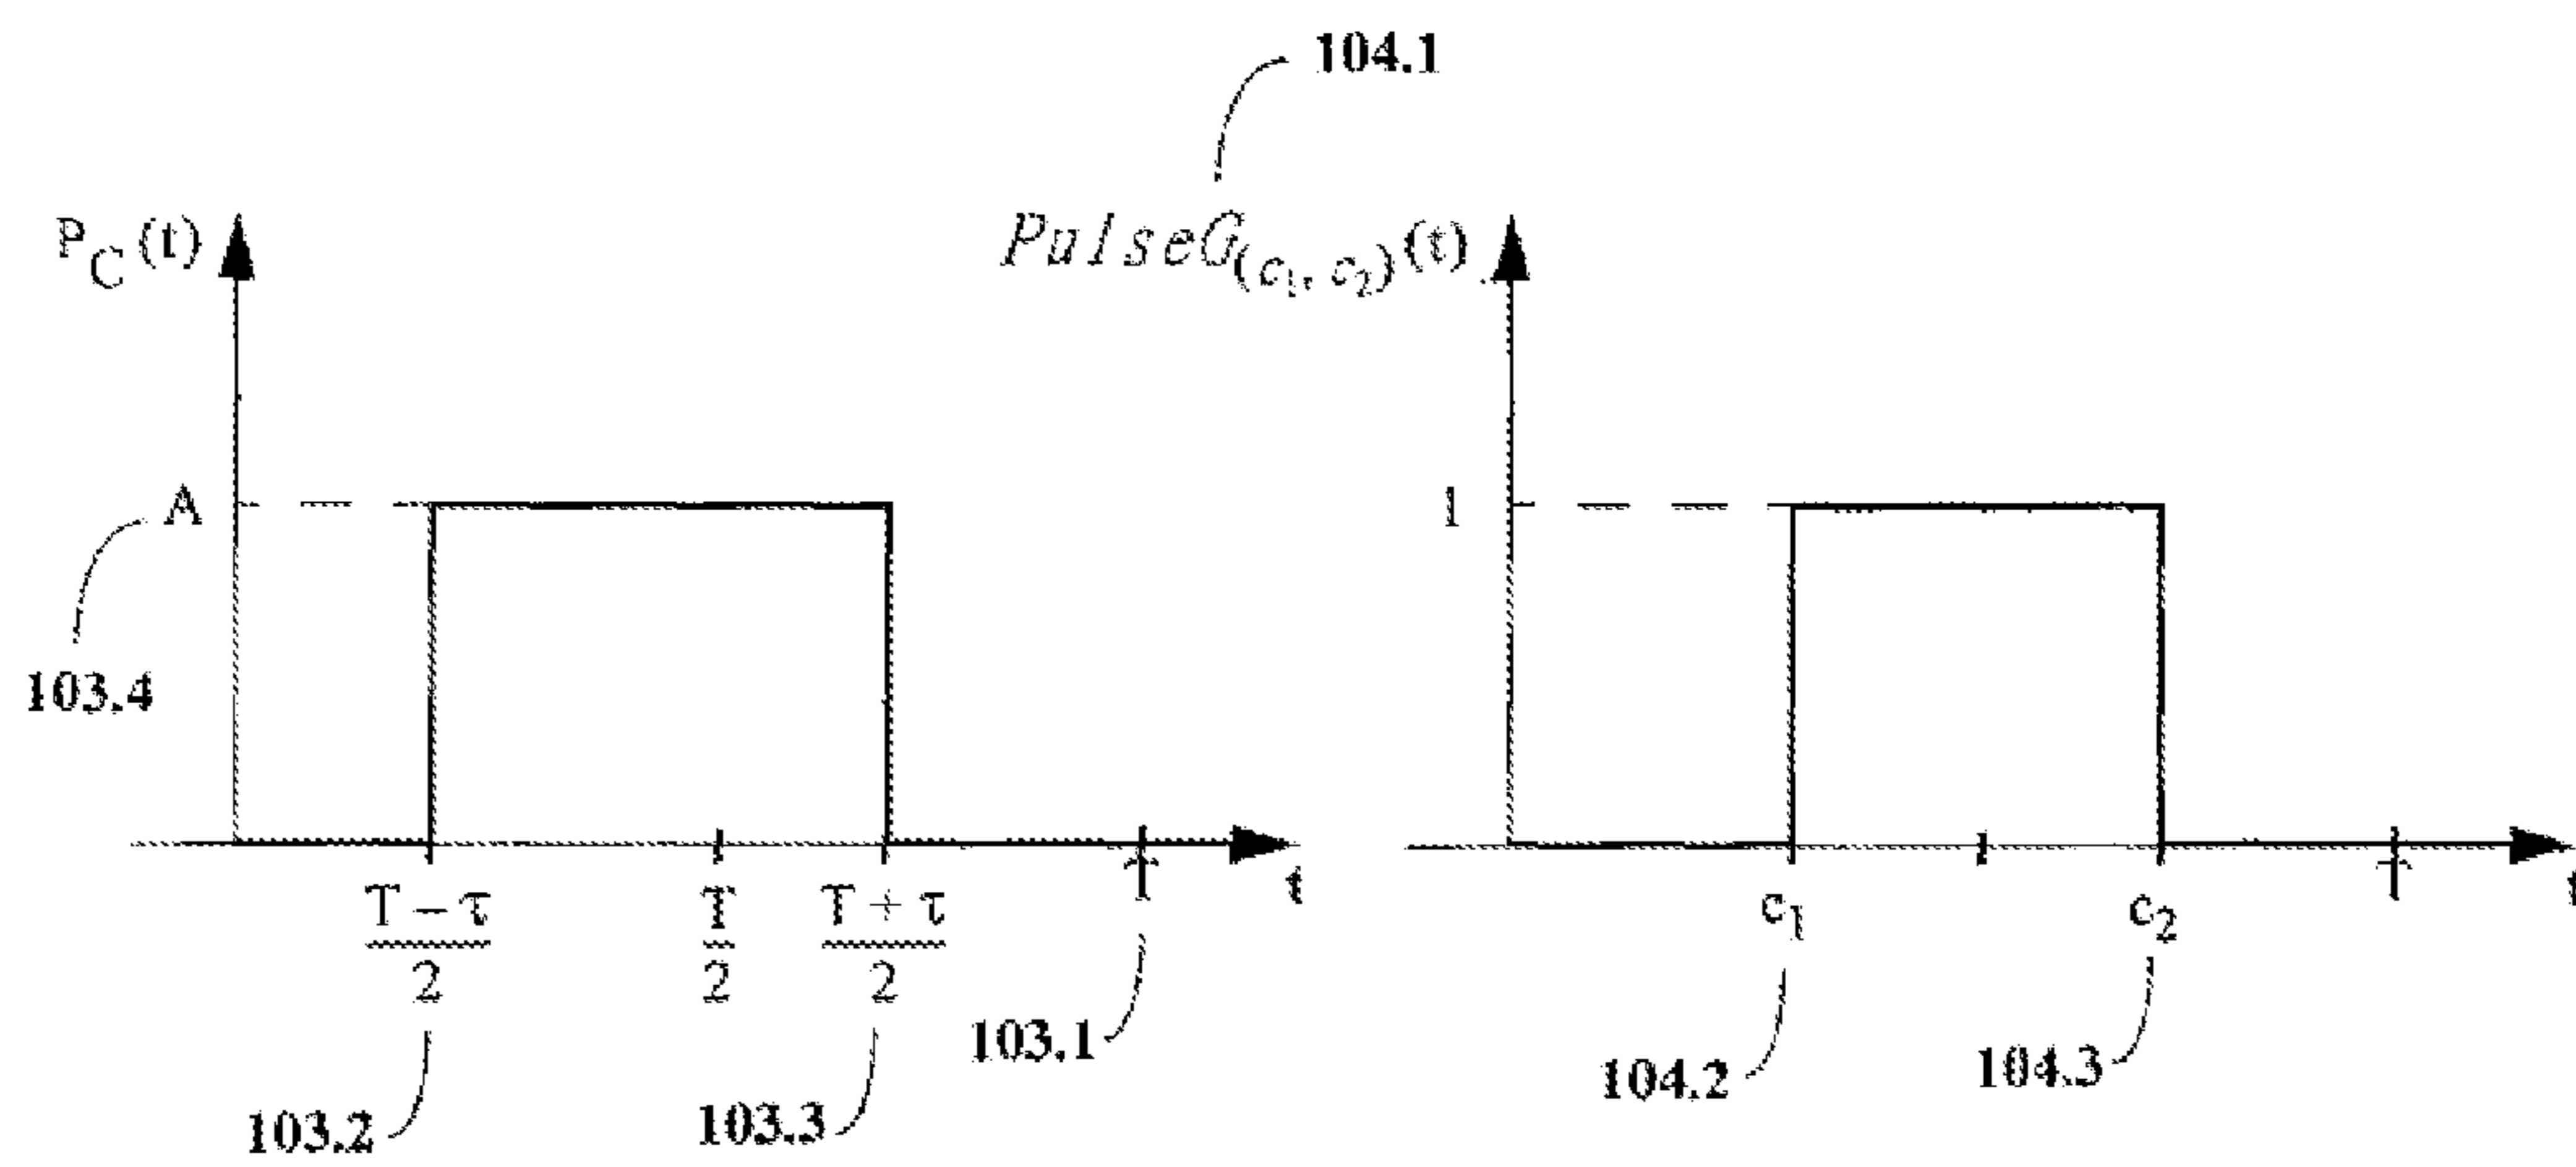 104.1
P_C (t)
PulseG_(c₁, c₂) (t)
A
1
103.4
T – τ
2
T
2
T + τ
2
T
t
c₁
c₂
T
t
103.1
104.2
104.3
103.2
103.3